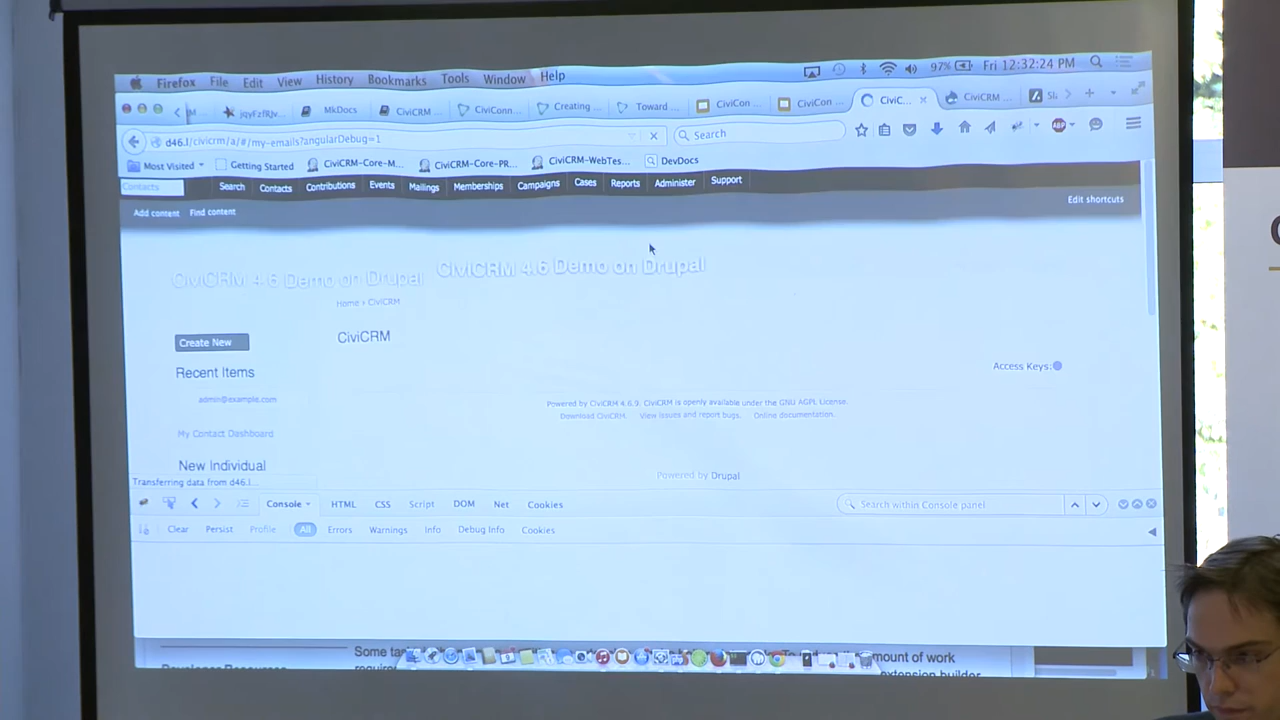 Firefox File Edit View History Bookmarks Tools Window Help 97% Fri 12:32:24 PM
MkDocs CiviCRM CiviConn... Creating... Toward... CiviCon... CiviCon... CiviC... CiviCRM...
d46.l/civicrm/a/#/my-emails?angularDebug=1 Search
Most Visited Getting Started CiviCRM-Core-M... CiviCRM-Core-PR... CiviCRM-WebTes... DevDocs
Contacts Search Contacts Contributions Events Mailings Memberships Campaigns Cases Reports Administer Support
Add content Find content Edit shortcuts
CiviCRM 4.6 Demo on Drupal CiviCRM 4.6 Demo on Drupal
Home › CiviCRM
CiviCRM
Create New
Access Keys:
Recent Items
admin@example.com
Powered by CiviCRM 4.6.9. CiviCRM is openly available under the GNU AGPL License.
Download CiviCRM. View issues and report bugs. Online documentation.
My Contact Dashboard
New Individual
Powered by Drupal
Transferring data from d46.l...
Console HTML CSS Script DOM Net Cookies Search within Console panel
Clear Persist Profile All Errors Warnings Info Debug Info Cookies
Some
mount of work
extension builder